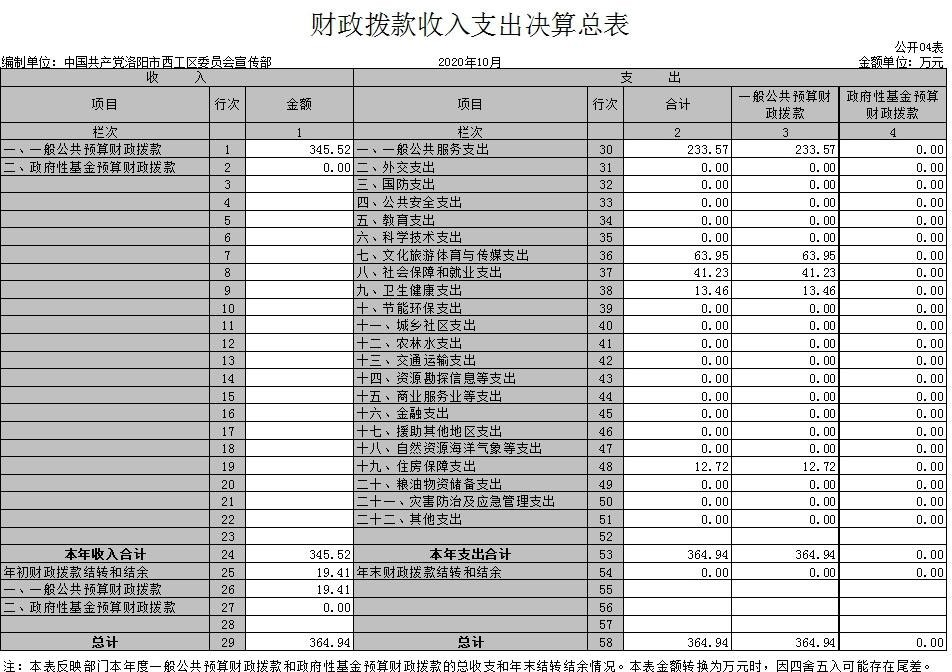 财政拨款收入支出决算总表
公开04表
编制单位：中国共产党洛阳市西工区委员会宣传部 2020年10月 金额单位：万元
收 入 支 出
项目 行次 金额 项目 行次 合计 一般公共预算财政拨款 政府性基金预算财政拨款
栏次 1 栏次 2 3 4
一、一般公共预算财政拨款 1 345.52 一、一般公共服务支出 30 233.57 233.57 0.00
二、政府性基金预算财政拨款 2 0.00 二、外交支出 31 0.00 0.00 0.00
3 三、国防支出 32 0.00 0.00 0.00
4 四、公共安全支出 33 0.00 0.00 0.00
5 五、教育支出 34 0.00 0.00 0.00
6 六、科学技术支出 35 0.00 0.00 0.00
7 七、文化旅游体育与传媒支出 36 63.95 63.95 0.00
8 八、社会保障和就业支出 37 41.23 41.23 0.00
9 九、卫生健康支出 38 13.46 13.46 0.00
10 十、节能环保支出 39 0.00 0.00 0.00
11 十一、城乡社区支出 40 0.00 0.00 0.00
12 十二、农林水支出 41 0.00 0.00 0.00
13 十三、交通运输支出 42 0.00 0.00 0.00
14 十四、资源勘探信息等支出 43 0.00 0.00 0.00
15 十五、商业服务业等支出 44 0.00 0.00 0.00
16 十六、金融支出 45 0.00 0.00 0.00
17 十七、援助其他地区支出 46 0.00 0.00 0.00
18 十八、自然资源海洋气象等支出 47 0.00 0.00 0.00
19 十九、住房保障支出 48 12.72 12.72 0.00
20 二十、粮油物资储备支出 49 0.00 0.00 0.00
21 二十一、灾害防治及应急管理支出 50 0.00 0.00 0.00
22 二十二、其他支出 51 0.00 0.00 0.00
23 52
本年收入合计 24 345.52 本年支出合计 53 364.94 364.94 0.00
年初财政拨款结转和结余 25 19.41 年末财政拨款结转和结余 54 0.00 0.00 0.00
一、一般公共预算财政拨款 26 19.41 55
二、政府性基金预算财政拨款 27 0.00 56
28 57
总计 29 364.94 总计 58 364.94 364.94 0.00
注：本表反映部门本年度一般公共预算财政拨款和政府性基金预算财政拨款的总收支和年末结转结余情况。本表金额转换为万元时，因四舍五入可能存在尾差。